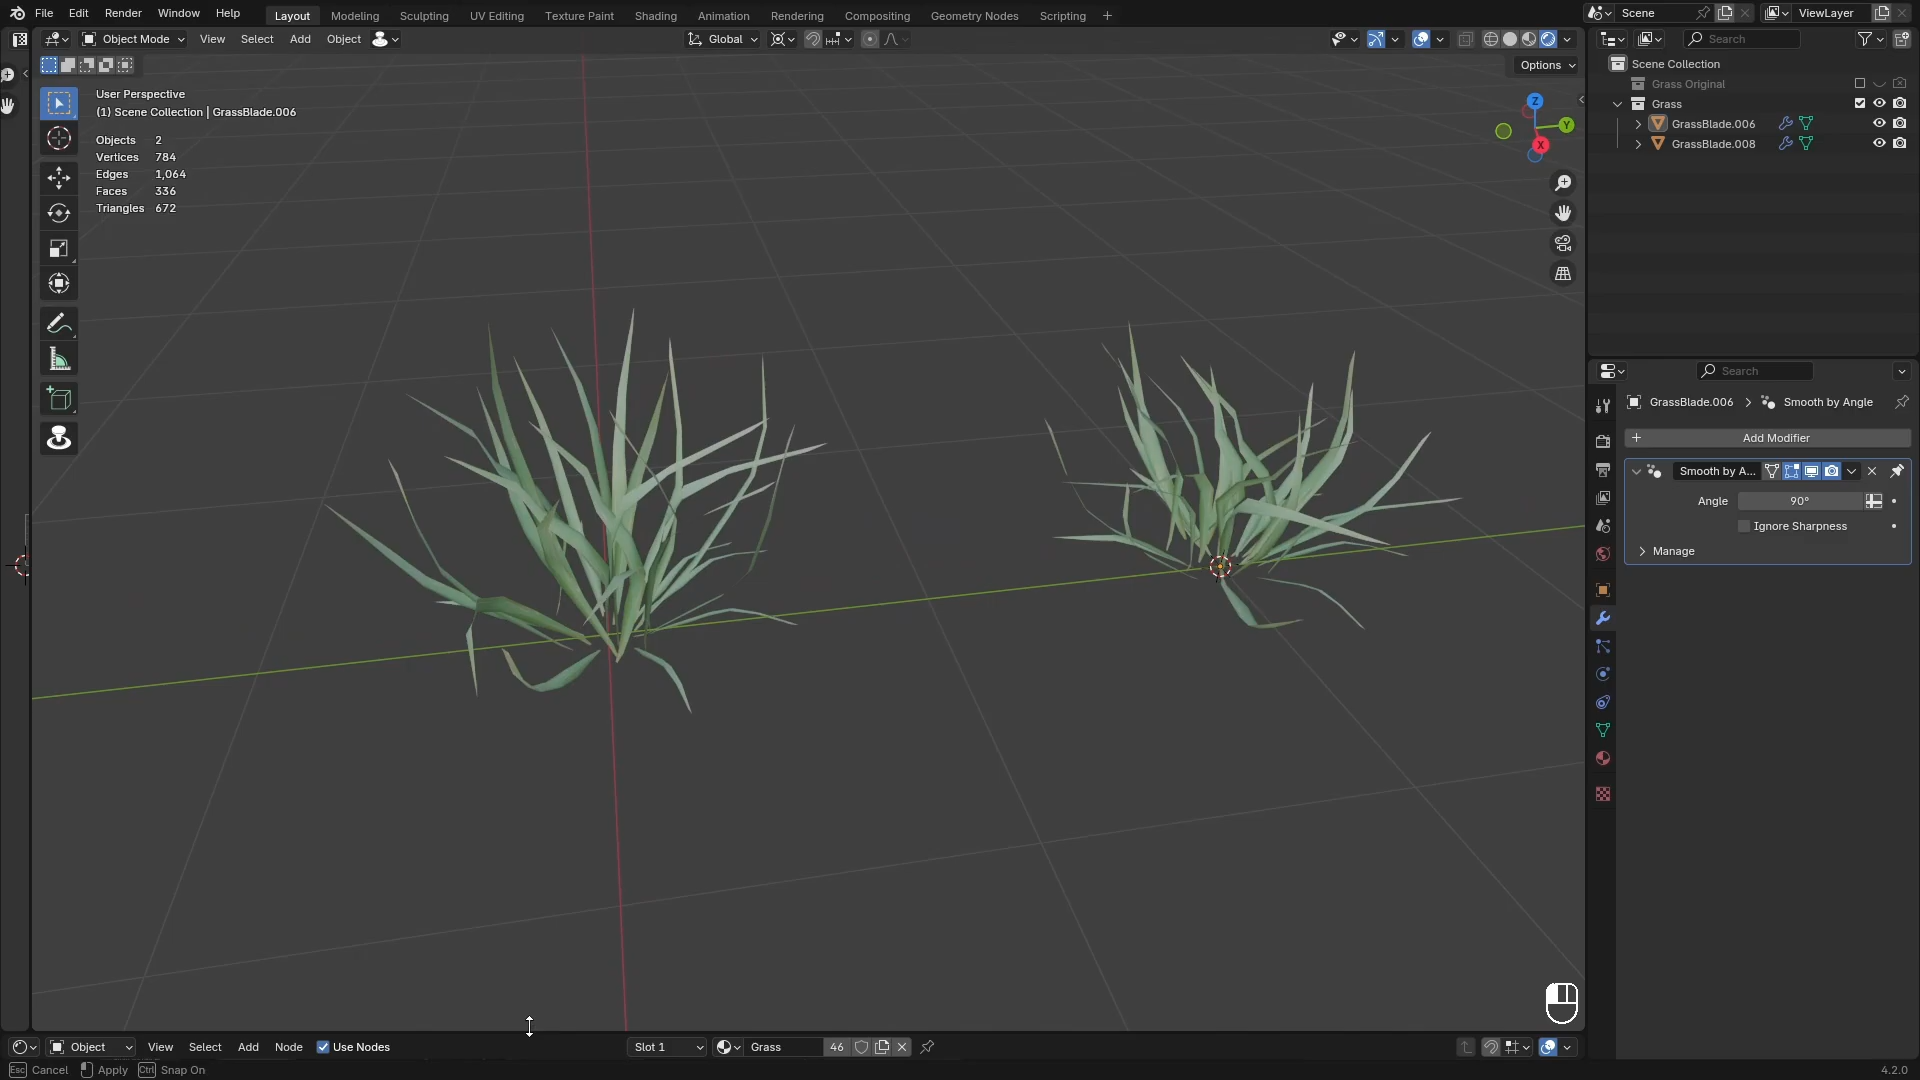 File Edit Render Window Help
Layout Modeling Sculpting UV Editing Texture Paint Shading Animation Rendering Compositing Geometry Nodes Scripting +
Scene
ViewLayer
Object Mode View Select Add Object
Global
Options
Search
User Perspective
(1) Scene Collection | GrassBlade.006
Objects 2
Vertices 784
Edges 1,064
Faces 336
Triangles 672
Z
Y
X
Scene Collection
Grass Original
Grass
GrassBlade.006
GrassBlade.008
Search
GrassBlade.006 > Smooth by Angle
+ Add Modifier
Smooth by A...
Angle 90°
Ignore Sharpness
Manage
Object View Select Add Node Use Nodes
Slot 1
Grass 46
Esc Cancel Apply Ctrl Snap On
4.2.0